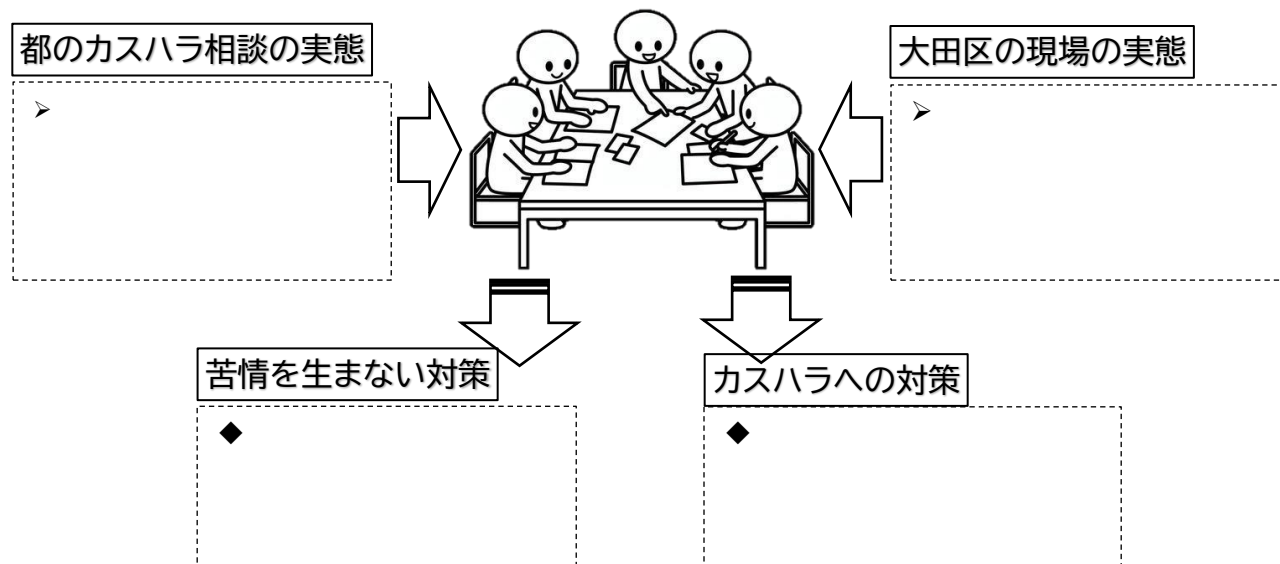 都のカスハラ相談の実態
大田区の現場の実態
➢
➢
苦情を生まない対策
カスハラへの対策
◆
◆